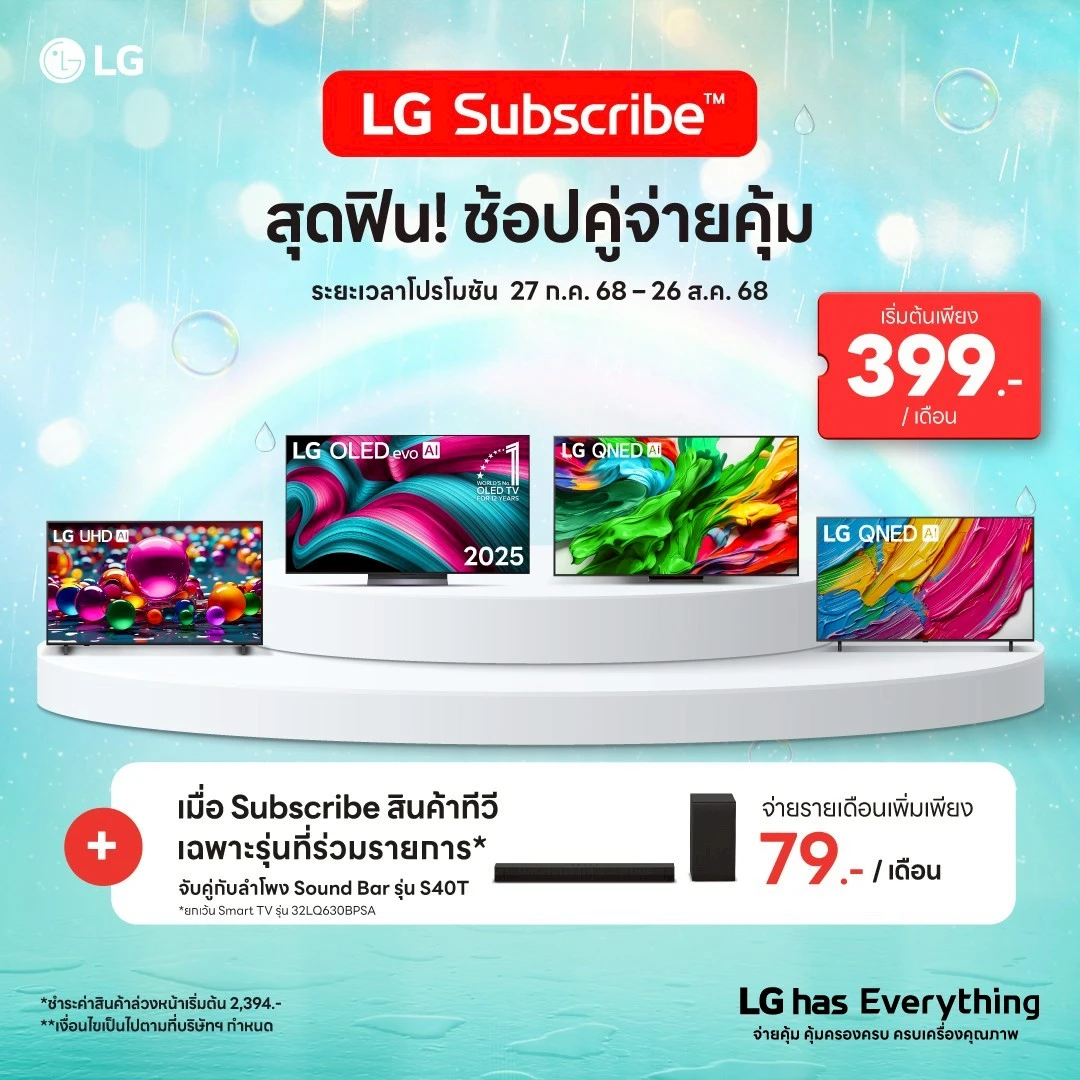 LG
LG Subscribe™
สุดฟิน! ช้อปคู่จ่ายคุ้ม
ระยะเวลาโปรโมชัน 27 ก.ค. 68 – 26 ส.ค. 68
เริ่มต้นเพียง
399.-
/ เดือน
LG OLED evo AI
1
WORLD'S No.1
OLED TV
FOR 12 YEARS
2025
LG QNED AI
LG UHD AI
LG QNED AI
+
เมื่อ Subscribe สินค้าทีวี
เฉพาะรุ่นที่ร่วมรายการ*
จับคู่กับลำโพง Sound Bar รุ่น S40T
*ยกเว้น Smart TV รุ่น 32LQ630BPSA
จ่ายรายเดือนเพิ่มเพียง
79.- / เดือน
*ชำระค่าสินค้าล่วงหน้าเริ่มต้น 2,394.-
**เงื่อนไขเป็นไปตามที่บริษัทฯ กำหนด
LG has Everything
จ่ายคุ้ม คุ้มครองครบ ครบเครื่องคุณภาพ